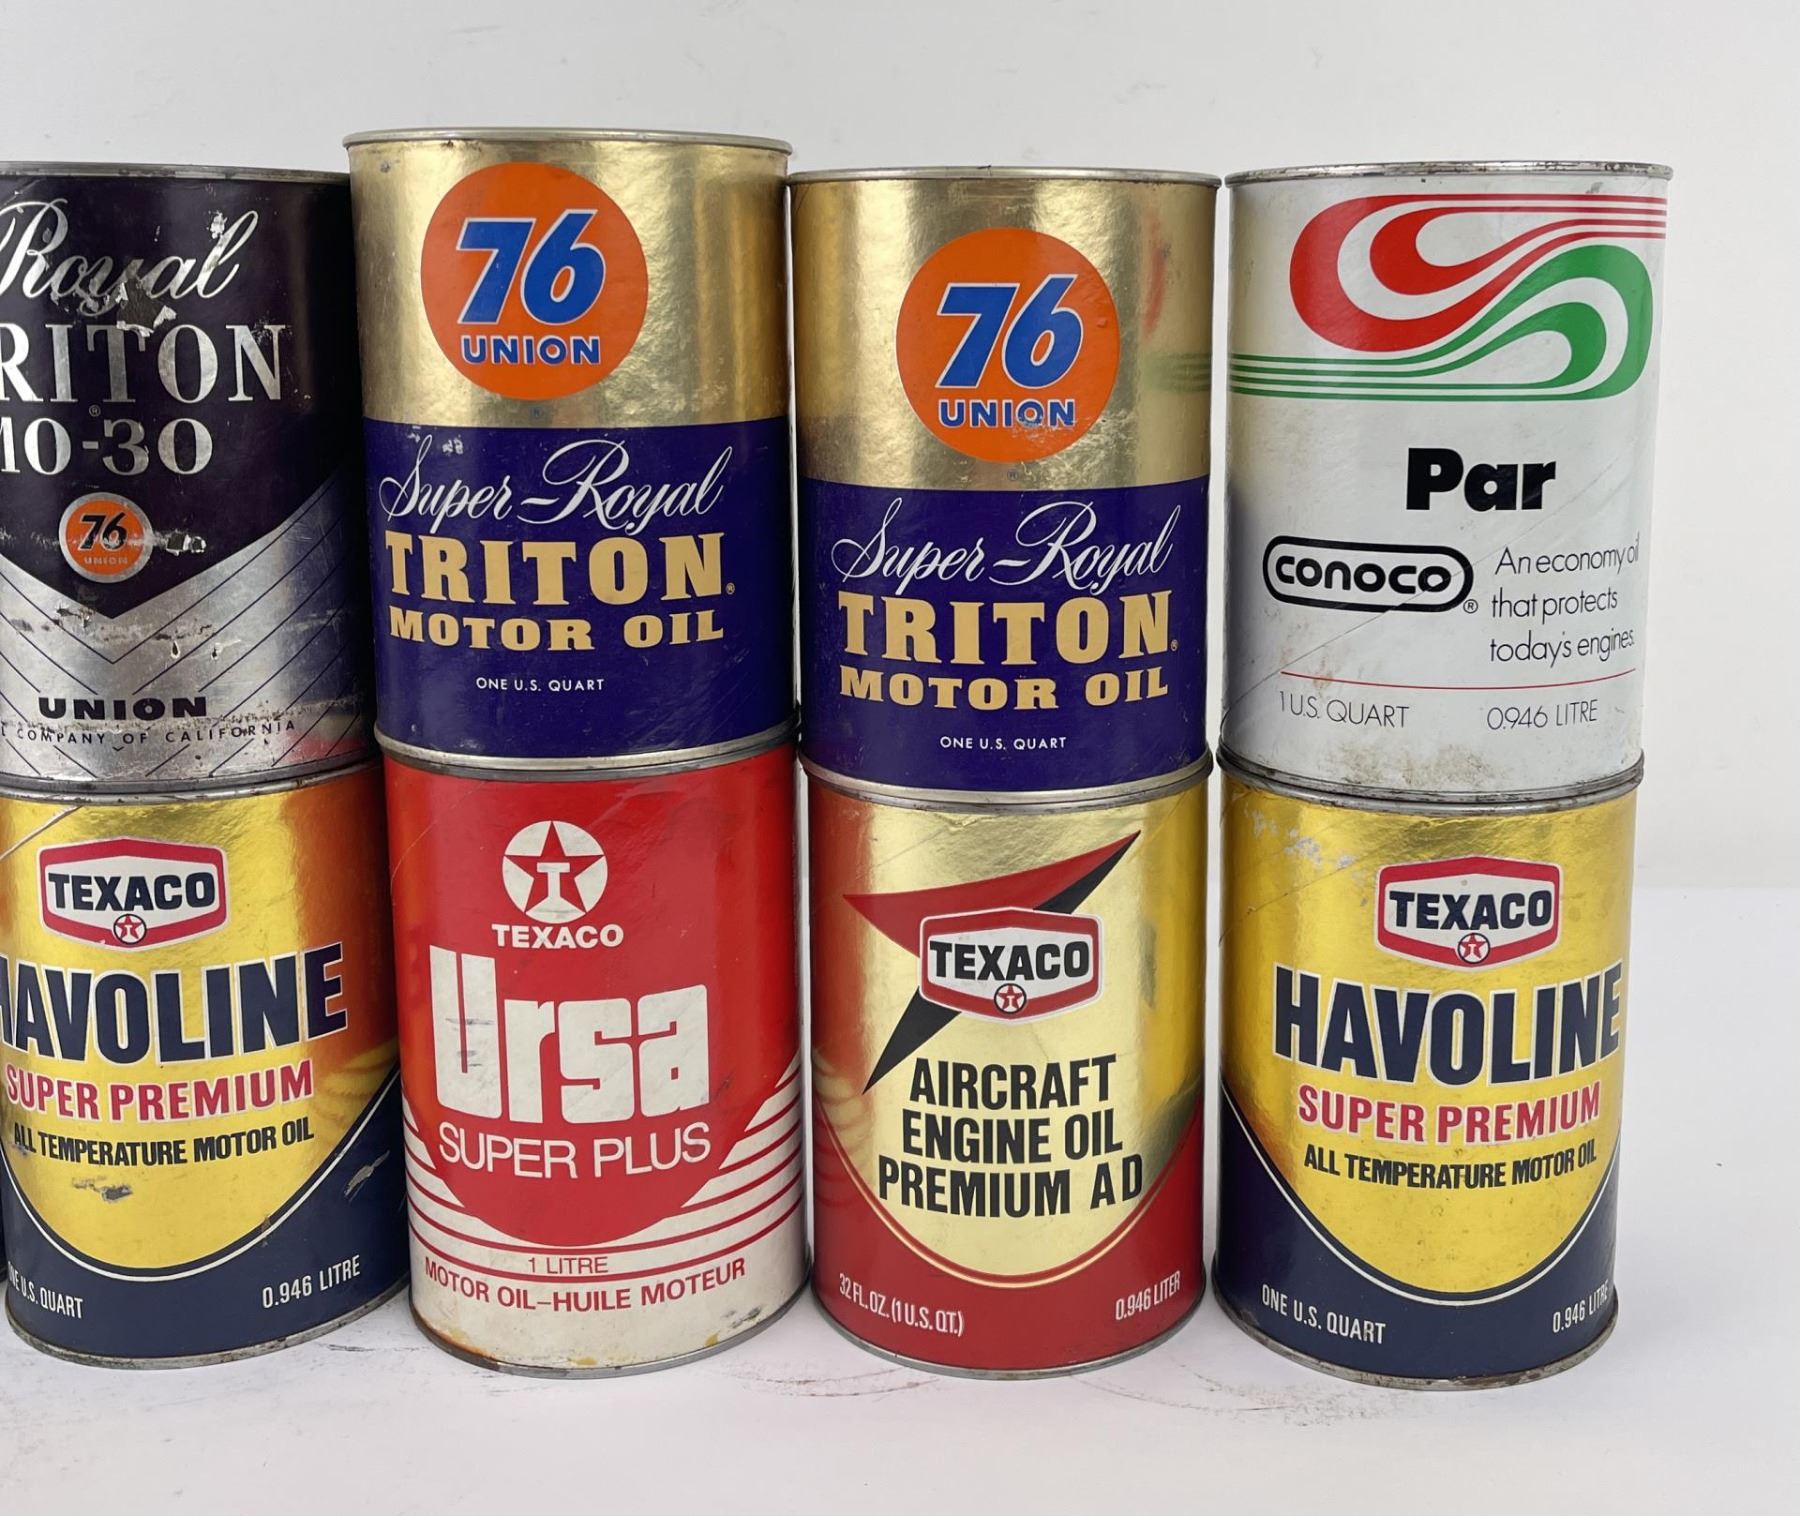 Royal
TRITON
10-30
76
UNION
UNION
COMPANY OF CALIFORNIA
76
UNION
Super-Royal
TRITON®
MOTOR OIL
ONE U.S. QUART
76
UNION
Super-Royal
TRITON®
MOTOR OIL
ONE U.S. QUART
Par
CONOCO®
An economy oil
that protects
today's engines.
1 U.S. QUART 0.946 LITRE
TEXACO
T
HAVOLINE
SUPER PREMIUM
ALL TEMPERATURE MOTOR OIL
ONE U.S. QUART 0.946 LITRE
T
TEXACO
Ursa
SUPER PLUS
1 LITRE
MOTOR OIL-HUILE MOTEUR
TEXACO
T
AIRCRAFT
ENGINE OIL
PREMIUM AD
32 FL. OZ. (1 U.S. QT.) 0.946 LITER
TEXACO
T
HAVOLINE
SUPER PREMIUM
ALL TEMPERATURE MOTOR OIL
ONE U.S. QUART 0.946 LITRE